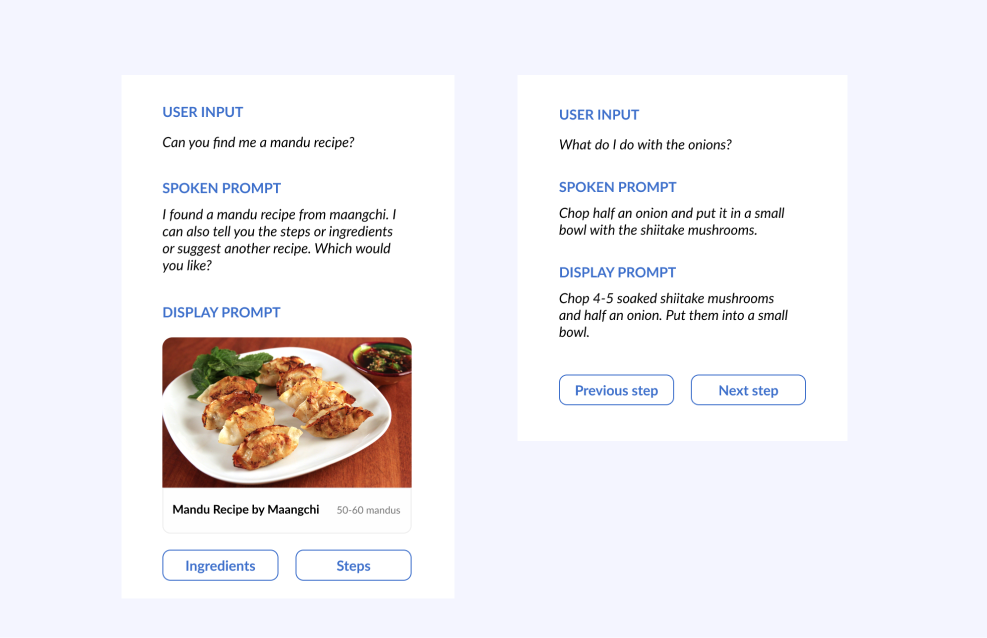 USER INPUT
Can you find me a mandu recipe?
SPOKEN PROMPT
I found a mandu recipe from maangchi. I
can also tell you the steps or ingredients
or suggest another recipe. Which would
you like?
DISPLAY PROMPT
Mandu Recipe by Maangchi 50-60 mandus
Ingredients Steps
USER INPUT
What do I do with the onions?
SPOKEN PROMPT
Chop half an onion and put it in a small
bowl with the shiitake mushrooms.
DISPLAY PROMPT
Chop 4-5 soaked shiitake mushrooms
and half an onion. Put them into a small
bowl.
Previous step Next step